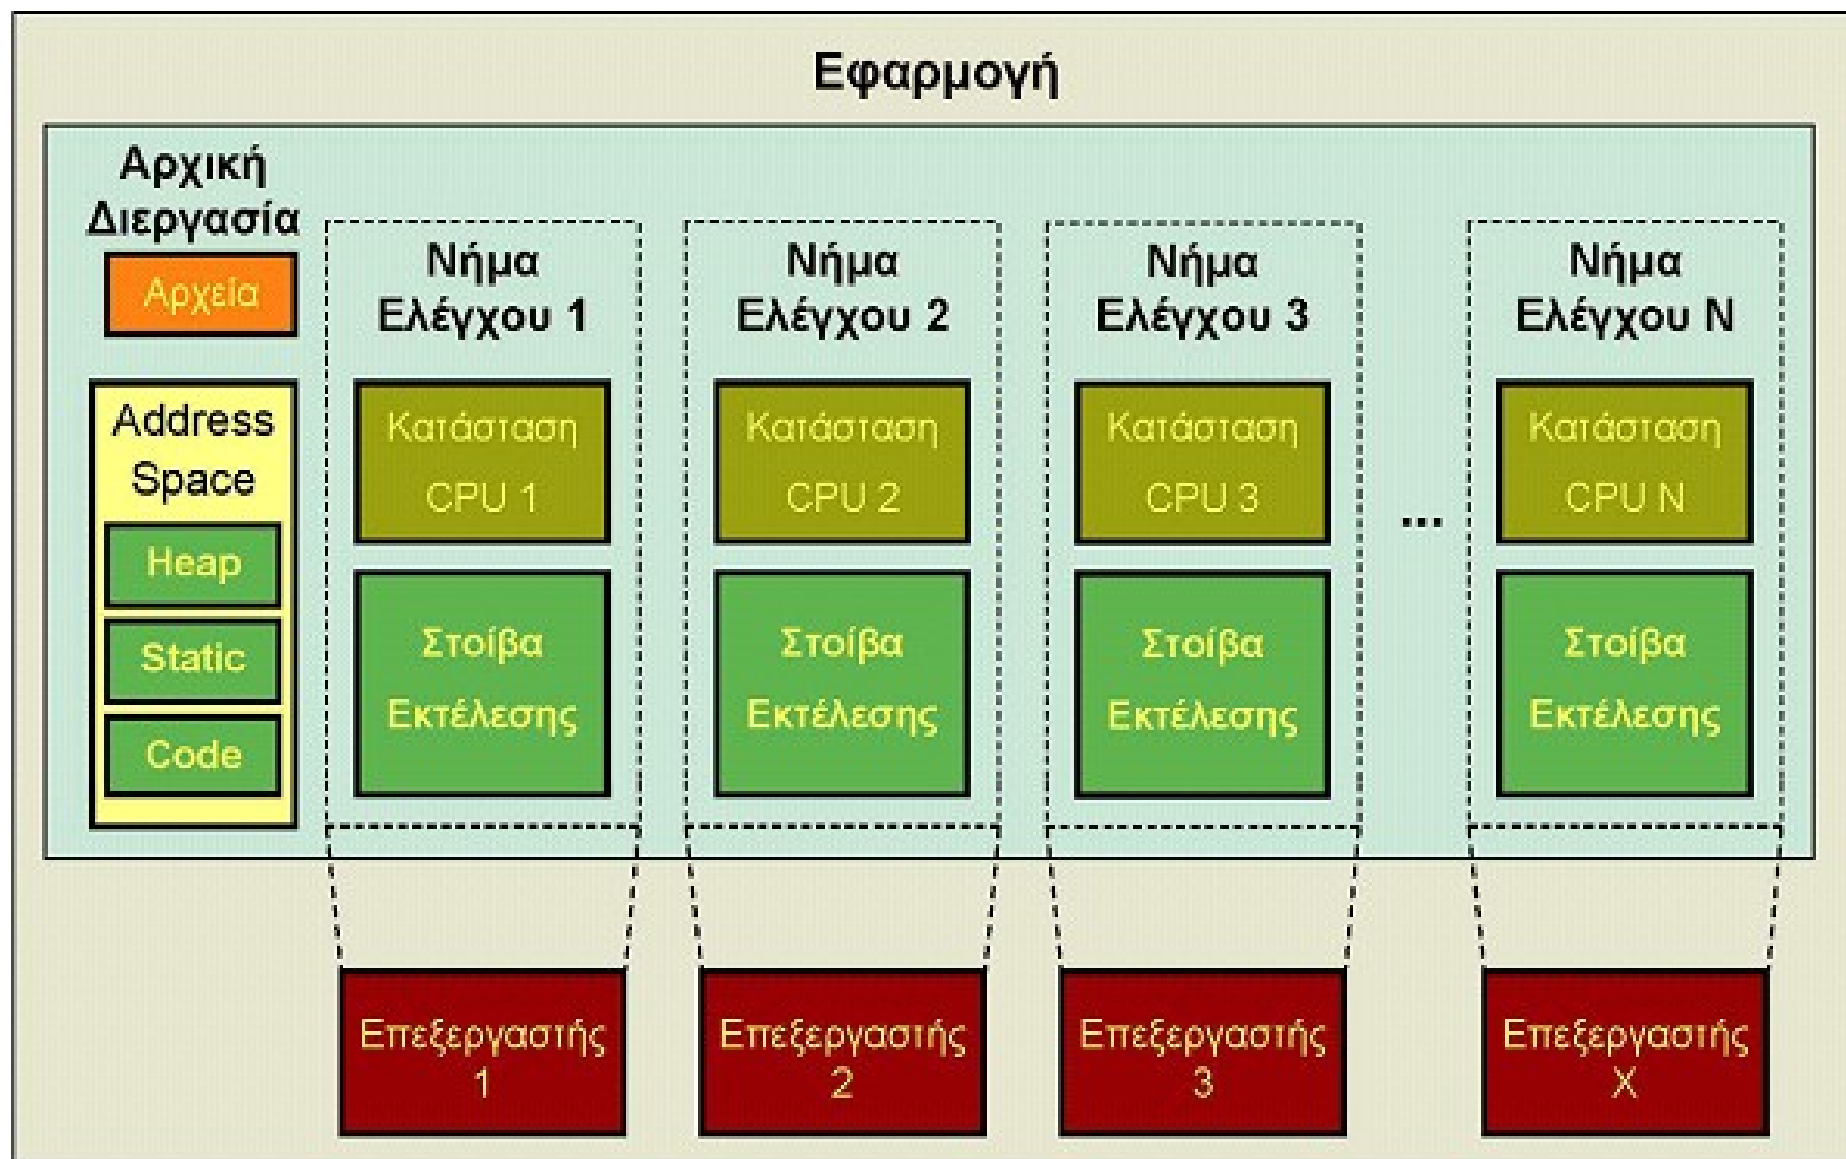 Εφαρμογή
Αρχική
Διεργασία
Αρχεία
Address
Space
Heap
Static
Code
Νήμα
Ελέγχου 1
Κατάσταση
CPU 1
Στοίβα
Εκτέλεσης
Νήμα
Ελέγχου 2
Κατάσταση
CPU 2
Στοίβα
Εκτέλεσης
Νήμα
Ελέγχου 3
Κατάσταση
CPU 3
Στοίβα
Εκτέλεσης
...
Νήμα
Ελέγχου N
Κατάσταση
CPU N
Στοίβα
Εκτέλεσης
Επεξεργαστής
1
Επεξεργαστής
2
Επεξεργαστής
3
Επεξεργαστής
X